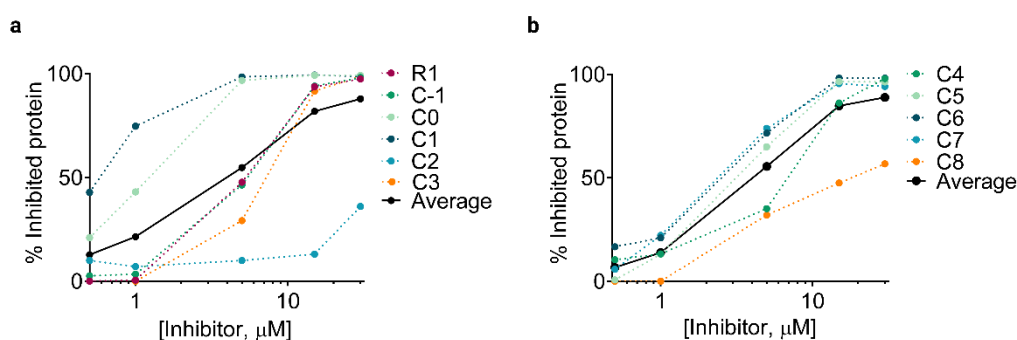 a
% Inhibited protein
100
50
0
1
10
[Inhibitor, μM]
R1
C-1
C0
C1
C2
C3
Average
b
% Inhibited protein
100
50
0
1
10
[Inhibitor, μM]
C4
C5
C6
C7
C8
Average